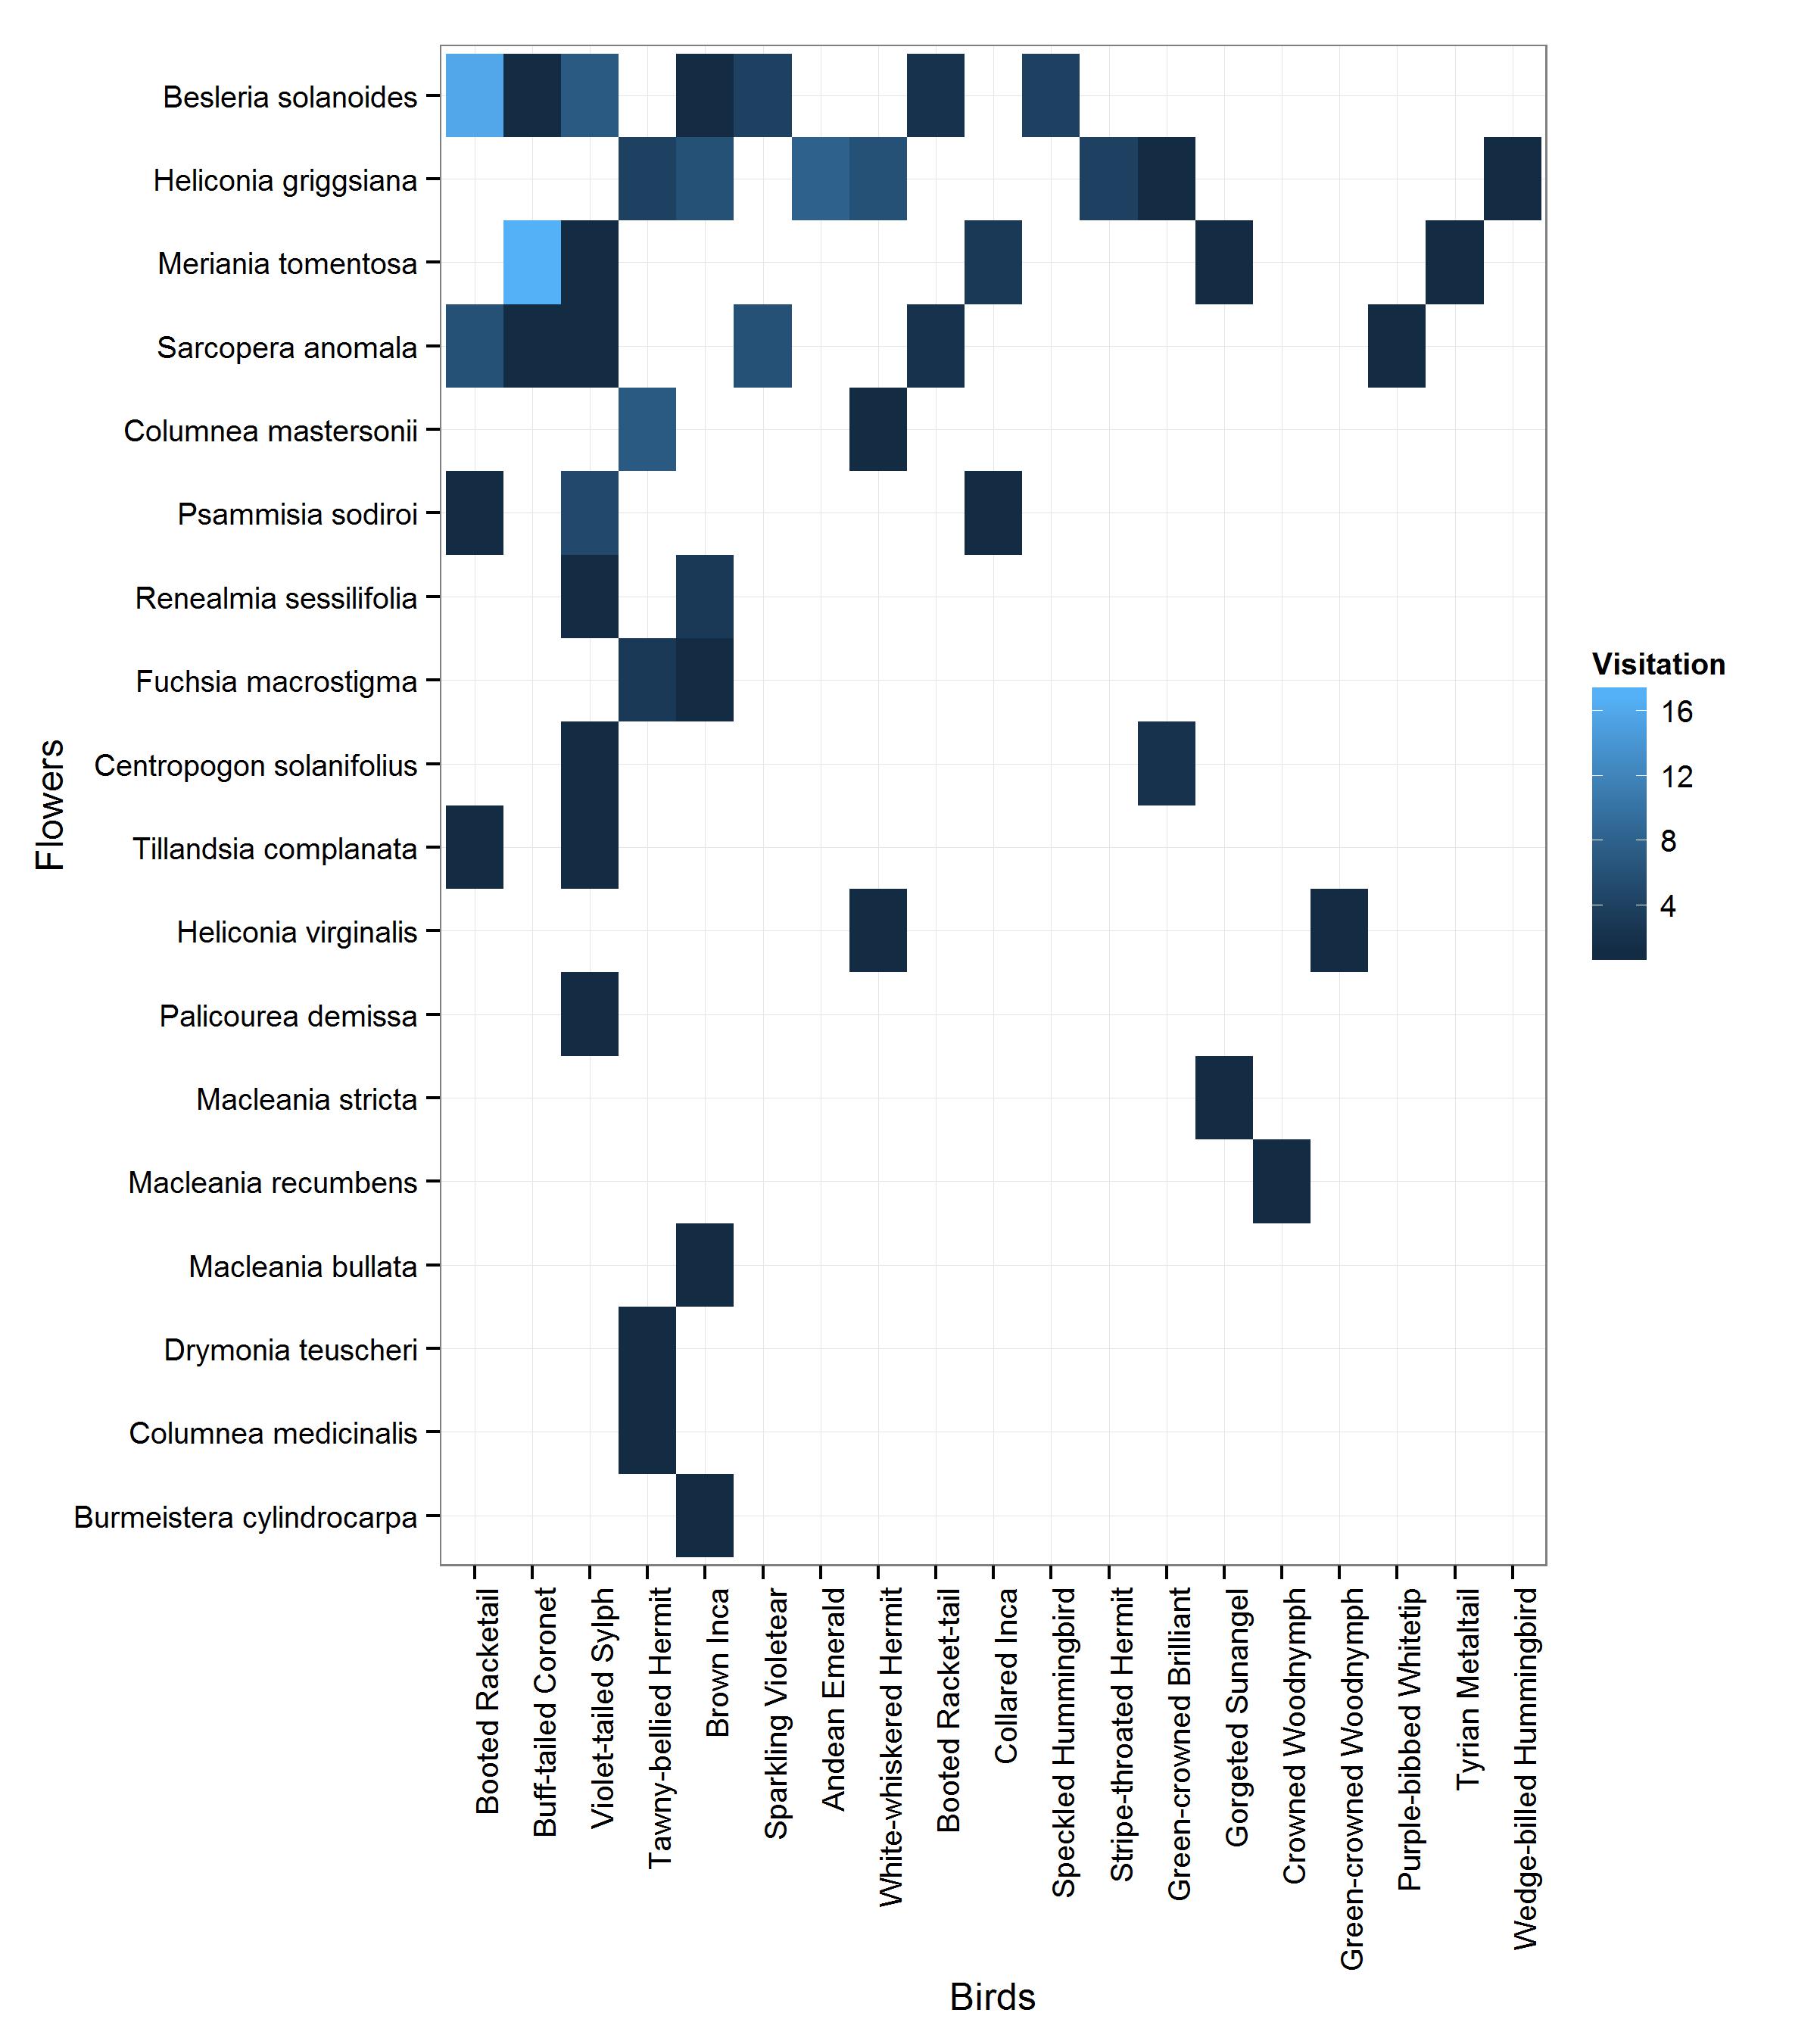 Besleria solanoides
Heliconia griggsiana
Meriania tomentosa
Sarcopera anomala
Columnea mastersonii
Psammisia sodiroi
Renealmia sessilifolia
Fuchsia macrostigma
Centropogon solanifolius
Tillandsia complanata
Heliconia virginalis
Palicourea demissa
Macleania stricta
Macleania recumbens
Macleania bullata
Drymonia teuscheri
Columnea medicinalis
Burmeistera cylindrocarpa
Flowers
Booted Racketail
Buff-tailed Coronet
Violet-tailed Sylph
Tawny-bellied Hermit
Brown Inca
Sparkling Violetear
Andean Emerald
White-whiskered Hermit
Booted Racket-tail
Collared Inca
Speckled Hummingbird
Stripe-throated Hermit
Green-crowned Brilliant
Gorgeted Sunangel
Crowned Woodnymph
Green-crowned Woodnymph
Purple-bibbed Whitetip
Tyrian Metaltail
Wedge-billed Hummingbird
Birds
Visitation
16
12
8
4